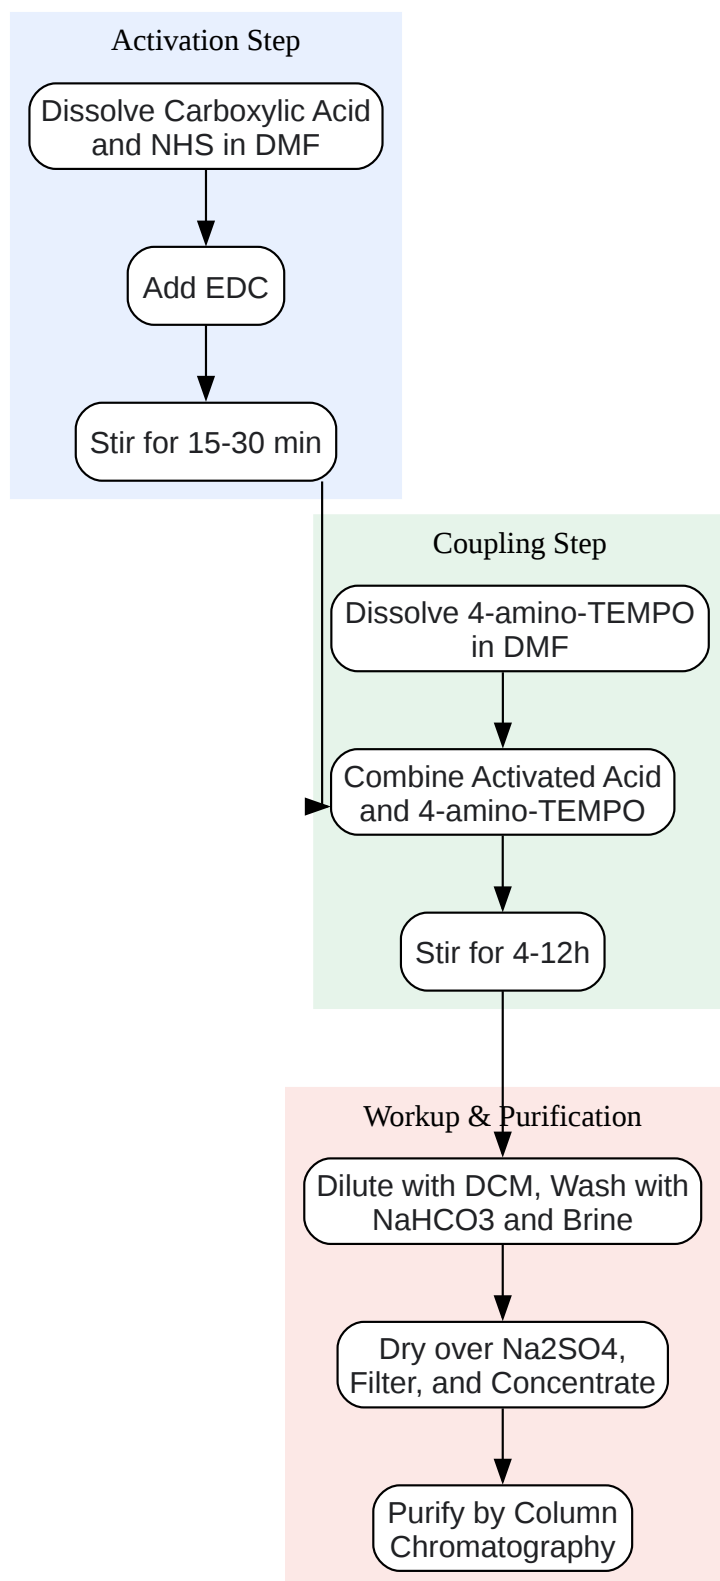 Activation Step
Dissolve Carboxylic Acid
and NHS in DMF
Add EDC
Stir for 15-30 min
Coupling Step
Dissolve 4-amino-TEMPO
in DMF
Combine Activated Acid
and 4-amino-TEMPO
Stir for 4-12h
Workup & Purification
Dilute with DCM, Wash with
NaHCO3 and Brine
Dry over Na2SO4,
Filter, and Concentrate
Purify by Column
Chromatography